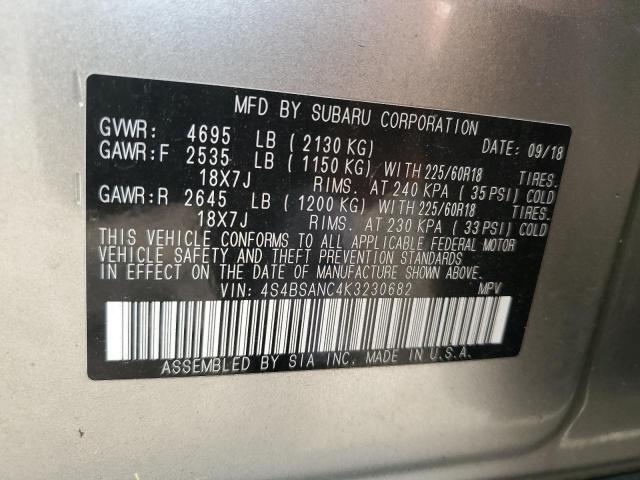 MFD BY SUBARU CORPORATION
GVWR: 4695 LB ( 2130 KG) DATE: 09/18
GAWR:F 2535 LB ( 1150 KG) WITH 225/60R18 TIRES.
18X7J RIMS. AT 240 KPA ( 35 PSI) COLD
GAWR:R 2645 LB ( 1200 KG) WITH 225/60R18 TIRES.
18X7J RIMS. AT 230 KPA ( 33 PSI) COLD
THIS VEHICLE CONFORMS TO ALL APPLICABLE FEDERAL MOTOR
VEHICLE SAFETY AND THEFT PREVENTION STANDARDS
IN EFFECT ON THE DATE OF MANUFACTURE SHOWN ABOVE.
VIN: 4S4BSANC4K3230682 MPV
ASSEMBLED BY SIA INC. MADE IN U.S.A.